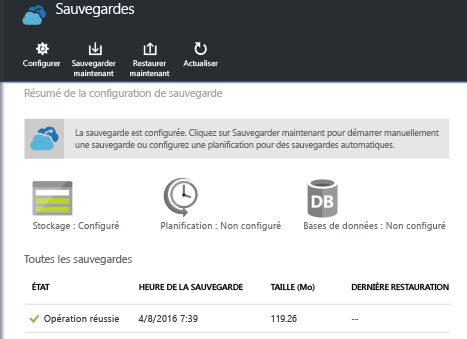 Sauvegardes
Configurer
Sauvegarder
maintenant
Restaurer
maintenant
Actualiser
Résumé de la configuration de sauvegarde
La sauvegarde est configurée. Cliquez sur Sauvegarder maintenant pour démarrer manuellement
une sauvegarde ou configurez une planification pour des sauvegardes automatiques.
DB
Stockage : Configuré
Planification : Non configuré
Bases de données : Non configuré
Toutes les sauvegardes
ÉTAT HEURE DE LA SAUVEGARDE TAILLE (Mo) DERNIÈRE RESTAURATION
Opération réussie 4/8/2016 7:39 119.26 --